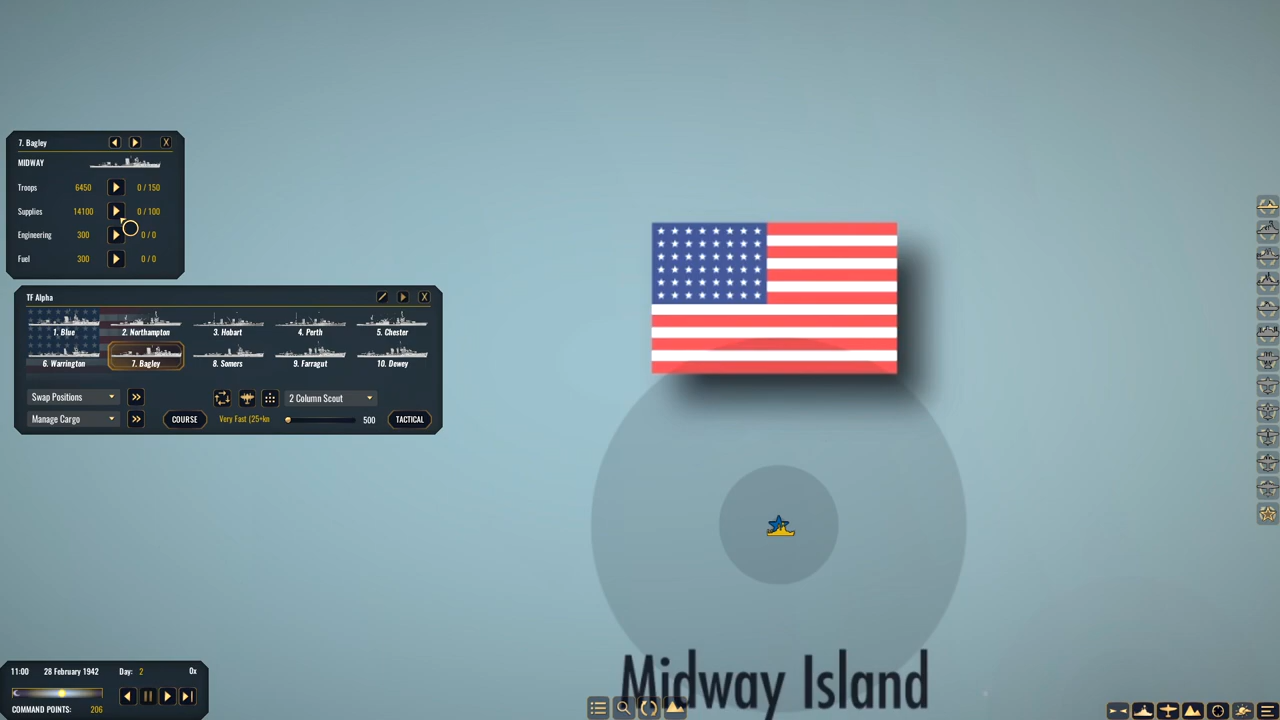 7. Bagley X
MIDWAY
Troops 6450 0 / 150
Supplies 14100 0 / 100
Engineering 300 0 / 0
Fuel 300 0 / 0
TF Alpha X
1. Blue 2. Northampton 3. Hobart 4. Perth 5. Chester
6. Warrington 7. Bagley 8. Somers 9. Farragut 10. Dewey
Swap Positions 2 Column Scout
Manage Cargo COURSE Very Fast (25+kn 500 TACTICAL
Midway Island
11:00 28 February 1942 Day: 2 0x
COMMAND POINTS: 206